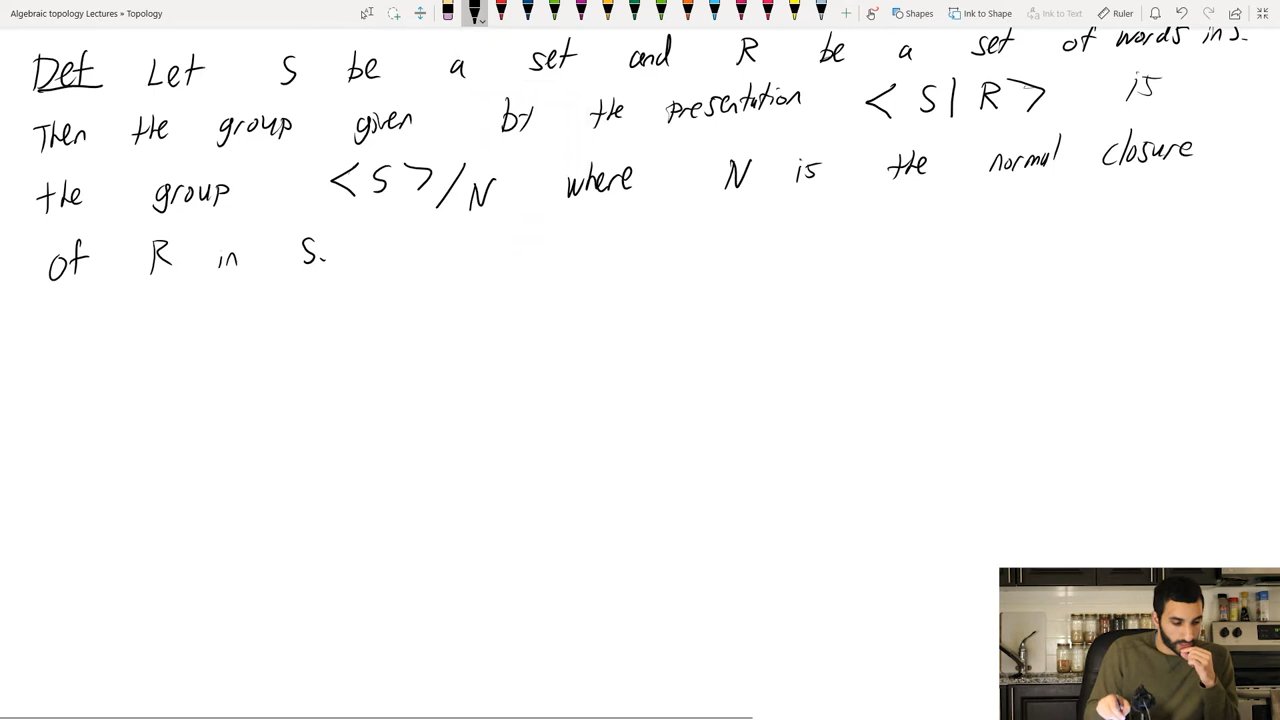 Algebraic topology Lectures » Topology
Shapes
Ink to Shape
Ink to Text
Ruler
Def Let S be a set and R be a set of words in S.
Then the group given by the presentation < S | R > is
the group < S > / N where N is the normal closure
of R in S.